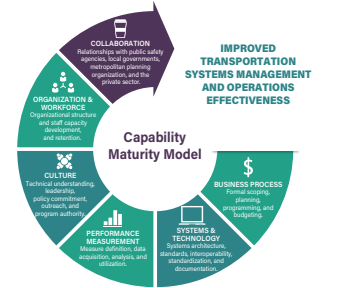 COLLABORATION
Relationships with public safety
agencies, local governments,
metropolitan planning
organization, and the
private sector.
IMPROVED
TRANSPORTATION
SYSTEMS MANAGEMENT
AND OPERATIONS
EFFECTIVENESS
ORGANIZATION &
WORKFORCE
Organizational structure
and staff capacity
development,
and retention.
Capability
Maturity Model
CULTURE
Technical understanding,
leadership,
policy commitment,
outreach, and
program authority.
$
BUSINESS PROCESS
Formal scoping,
planning,
programming, and
budgeting.
PERFORMANCE
MEASUREMENT
Measure definition, data
acquisition, analysis, and
utilization.
SYSTEMS &
TECHNOLOGY
Systems architecture,
standards, interoperability,
standardization, and
documentation.